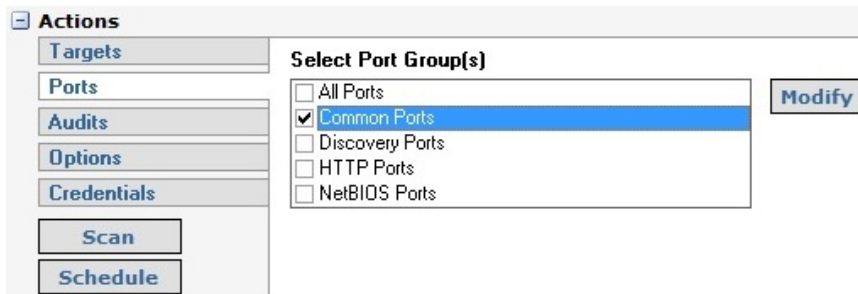 Actions
Targets
Ports
Audits
Options
Credentials
Scan
Schedule
Select Port Group(s)
All Ports
Common Ports
Discovery Ports
HTTP Ports
NetBIOS Ports
Modify